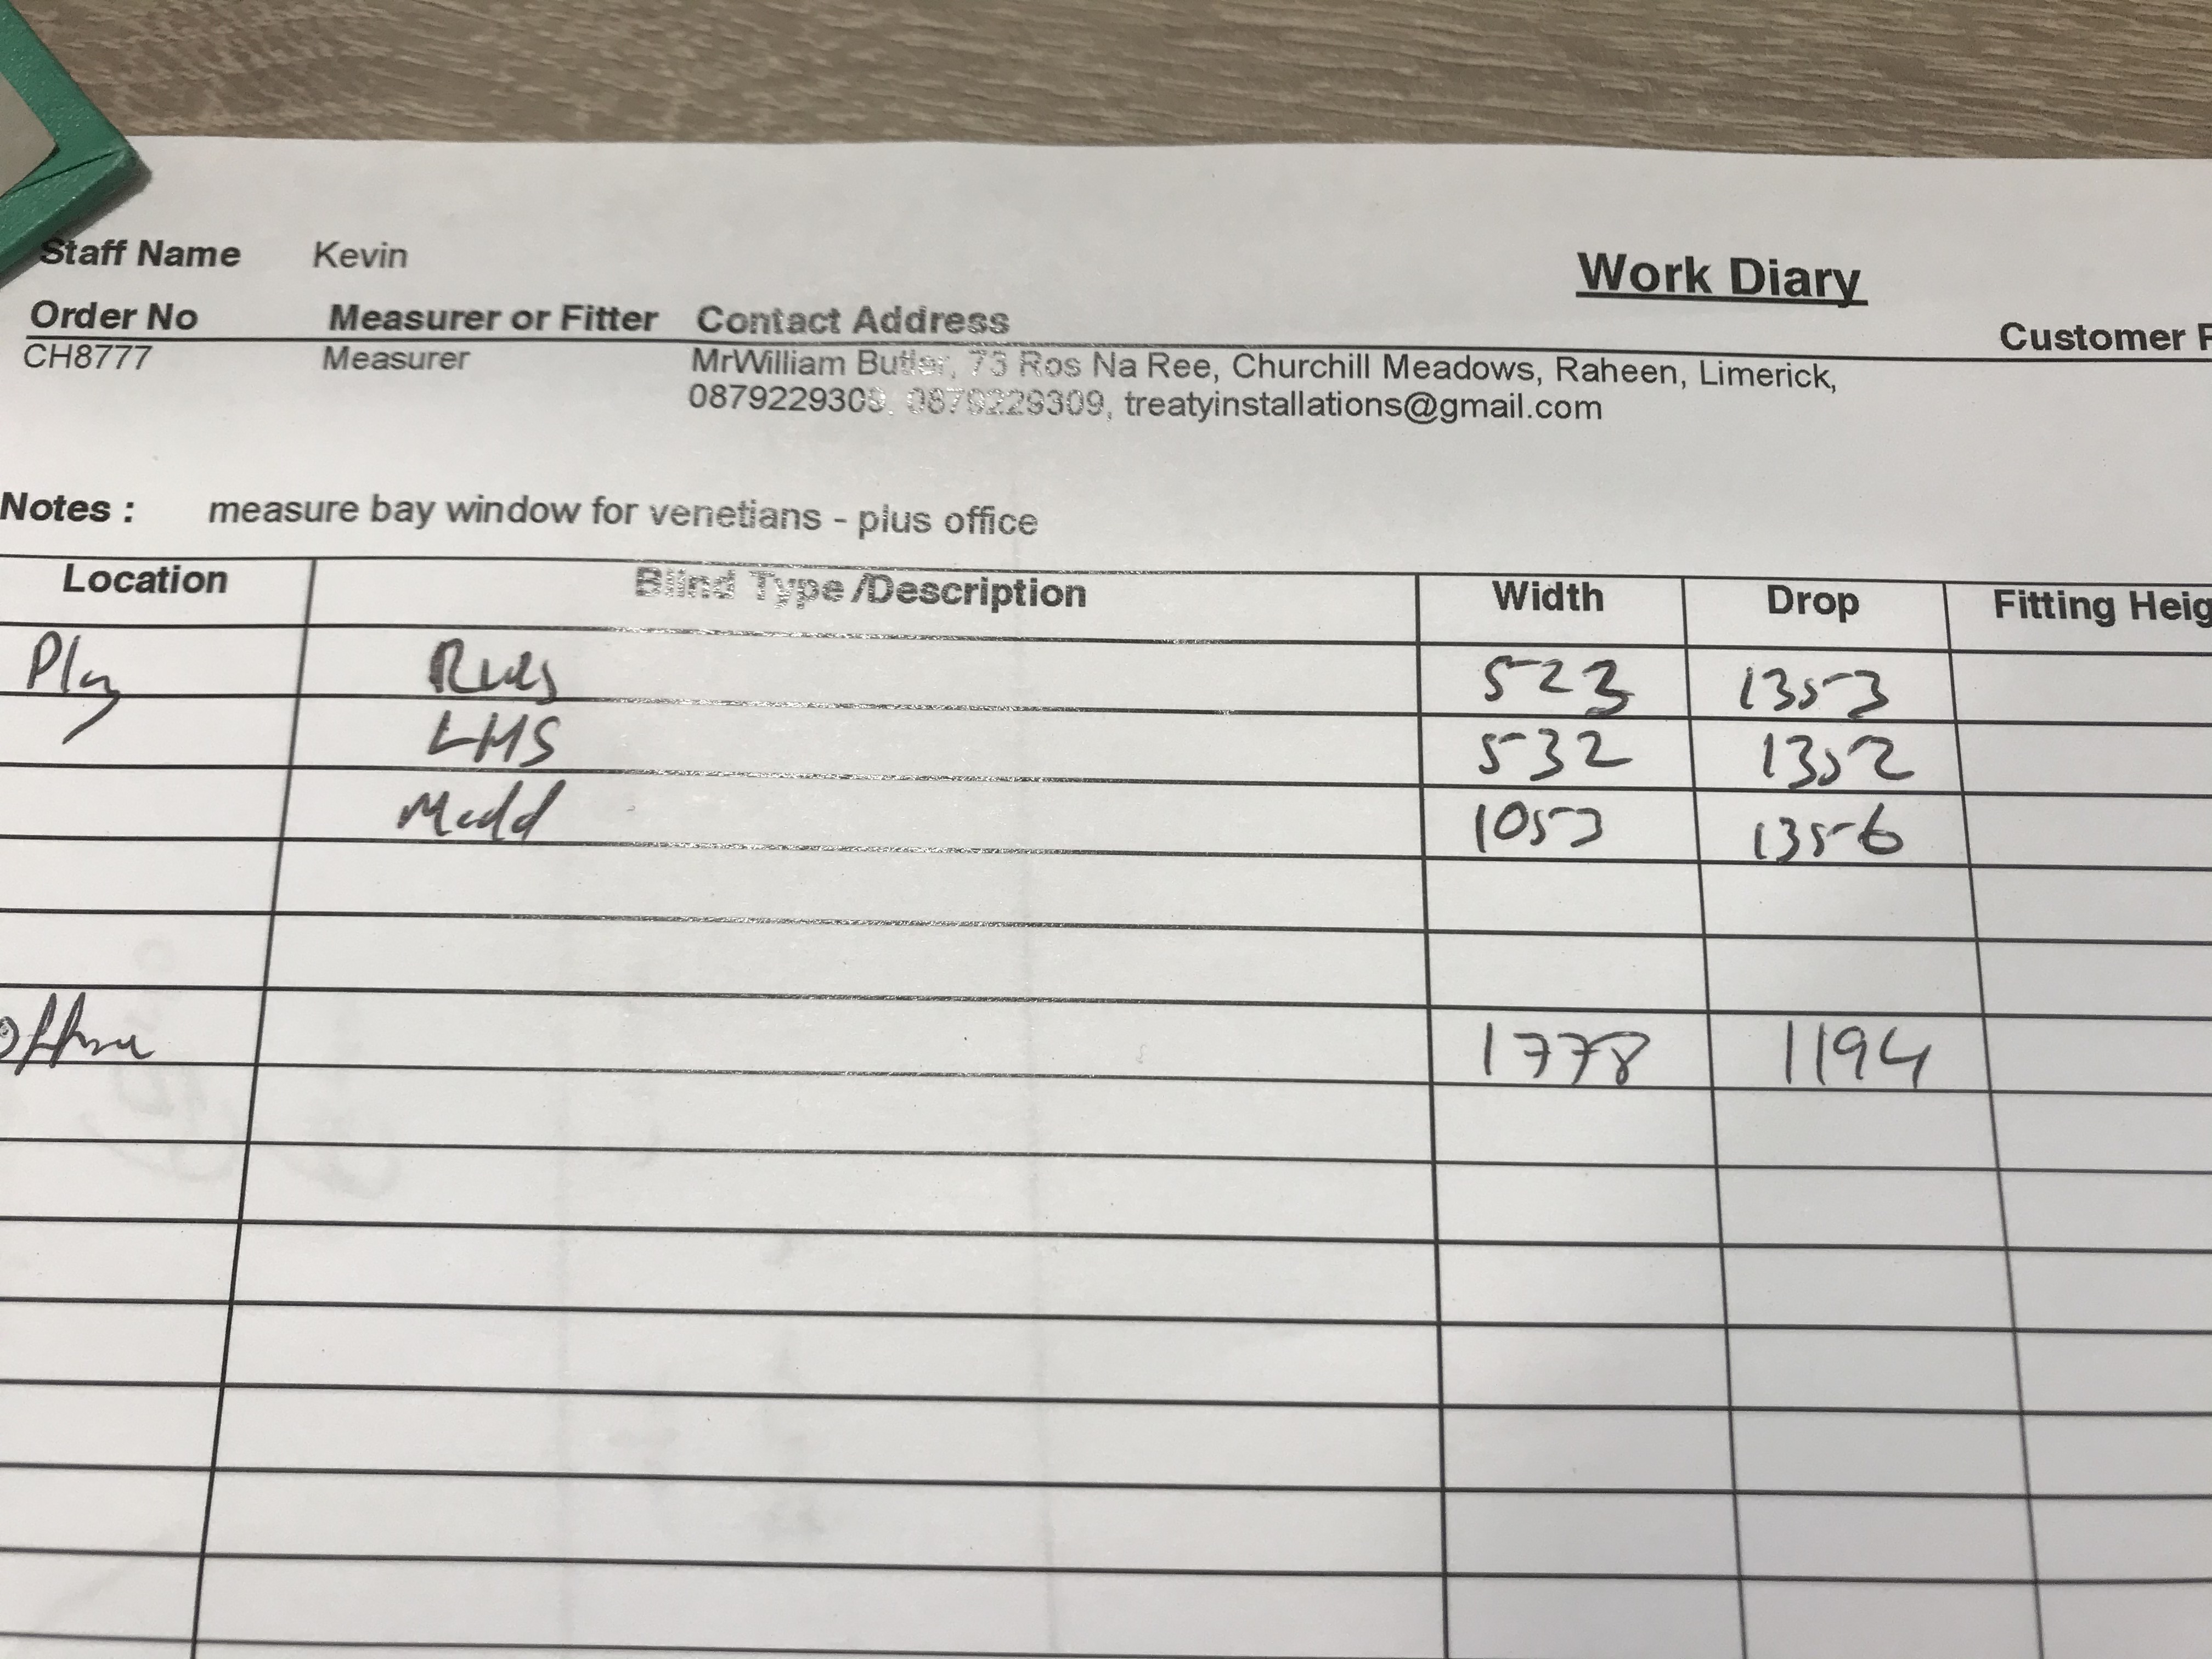 Staff Name Kevin
Work Diary
Order No Measurer or Fitter Contact Address Customer
CH8777 Measurer MrWilliam Butler, 73 Ros Na Ree, Churchill Meadows, Raheen, Limerick,
0879229309, 0879229309, treatyinstallations@gmail.com
Notes : measure bay window for venetians - plus office
Location Blind Type /Description Width Drop Fitting Heig
Play RHS 523 1353
LHS 532 1352
Midd 1053 1356
Office 1778 1194